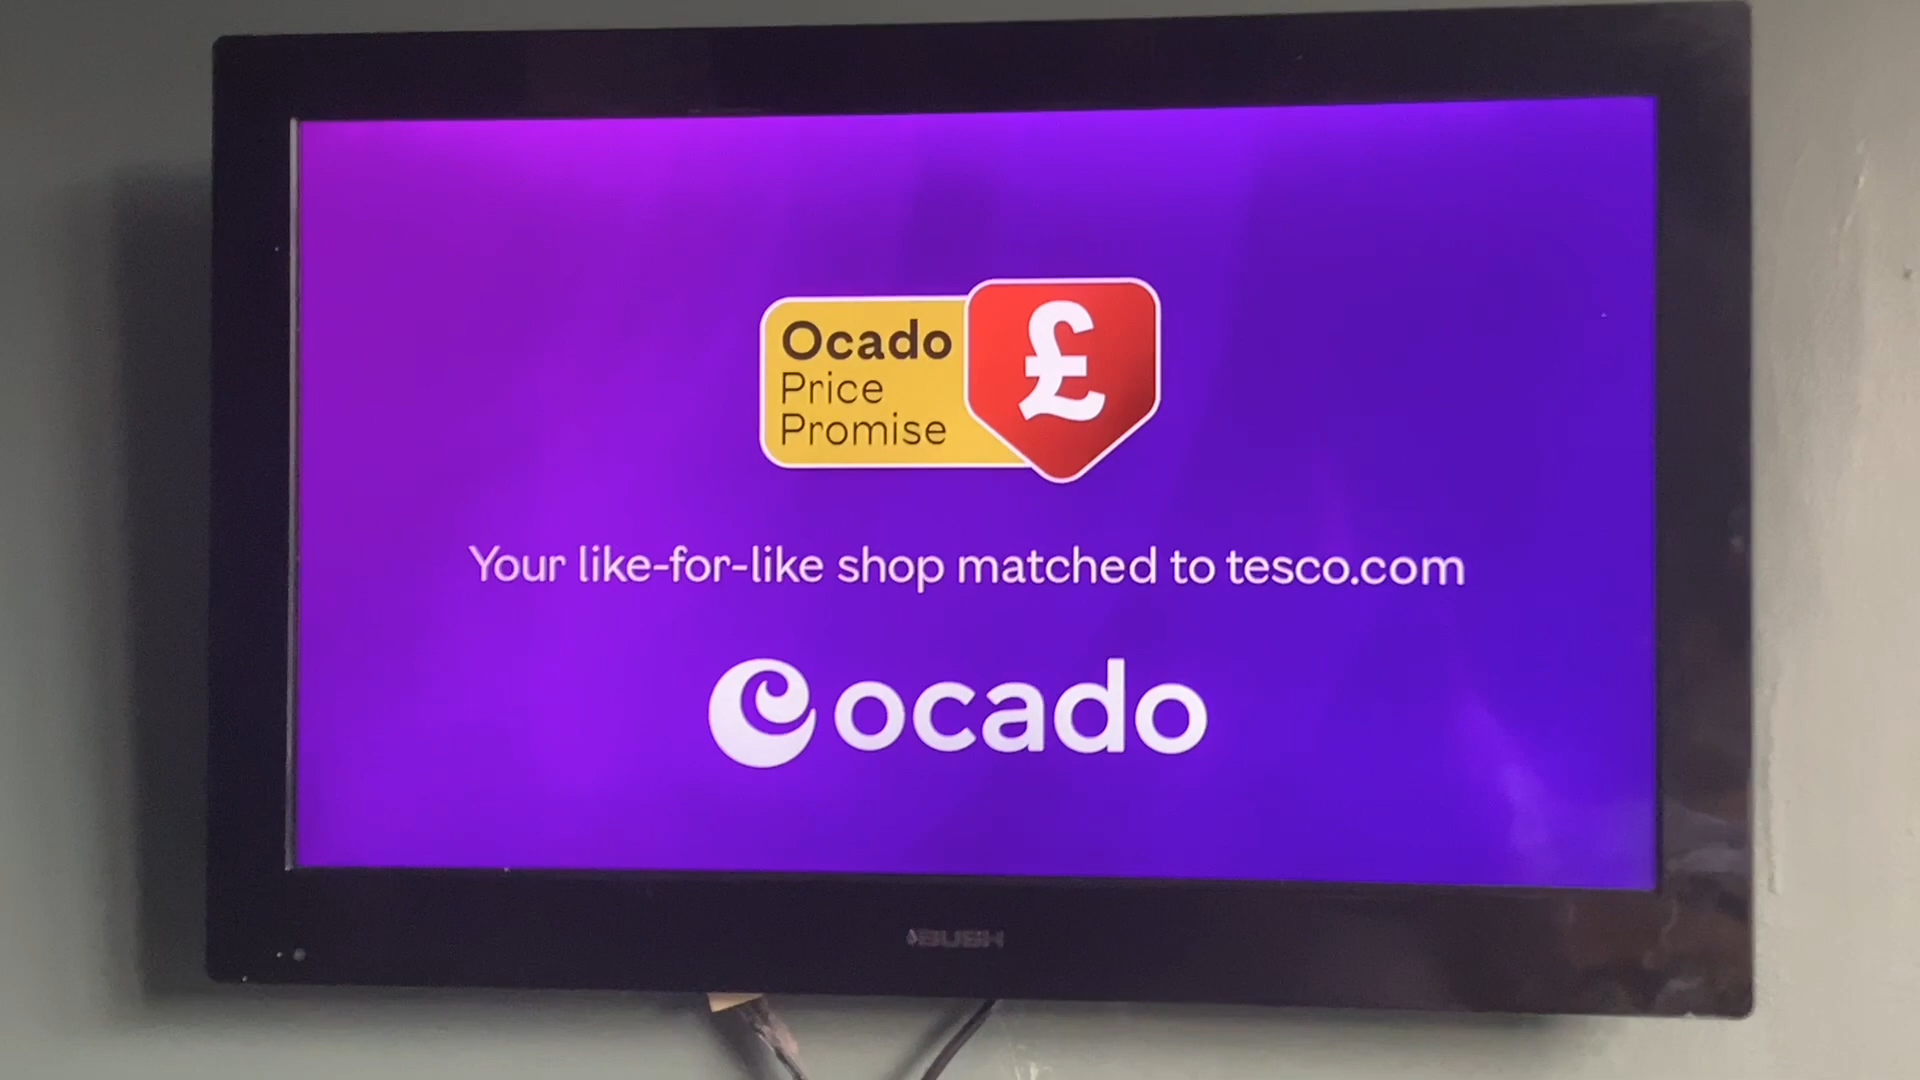 Ocado
Price
Promise
£
Your like-for-like shop matched to tesco.com
ocado
BUSH